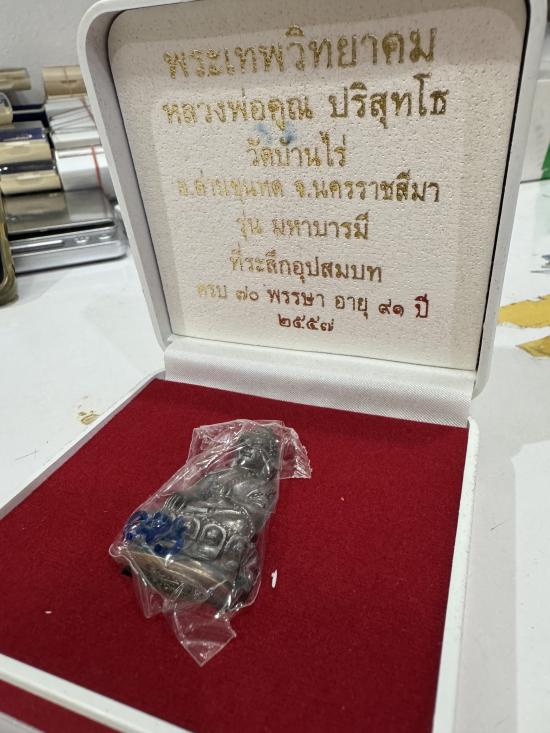 พระเทพวิทยาคม
หลวงพ่อคูณ ปริสุทโธ
วัดบ้านไร่
อ.ด่านขุนทด จ.นครราชสีมา
รุ่น มหาบารมี
ที่ระลึกอุปสมบท
ครบ ๗๐ พรรษา อายุ ๙๑ ปี
๒๕๕๗